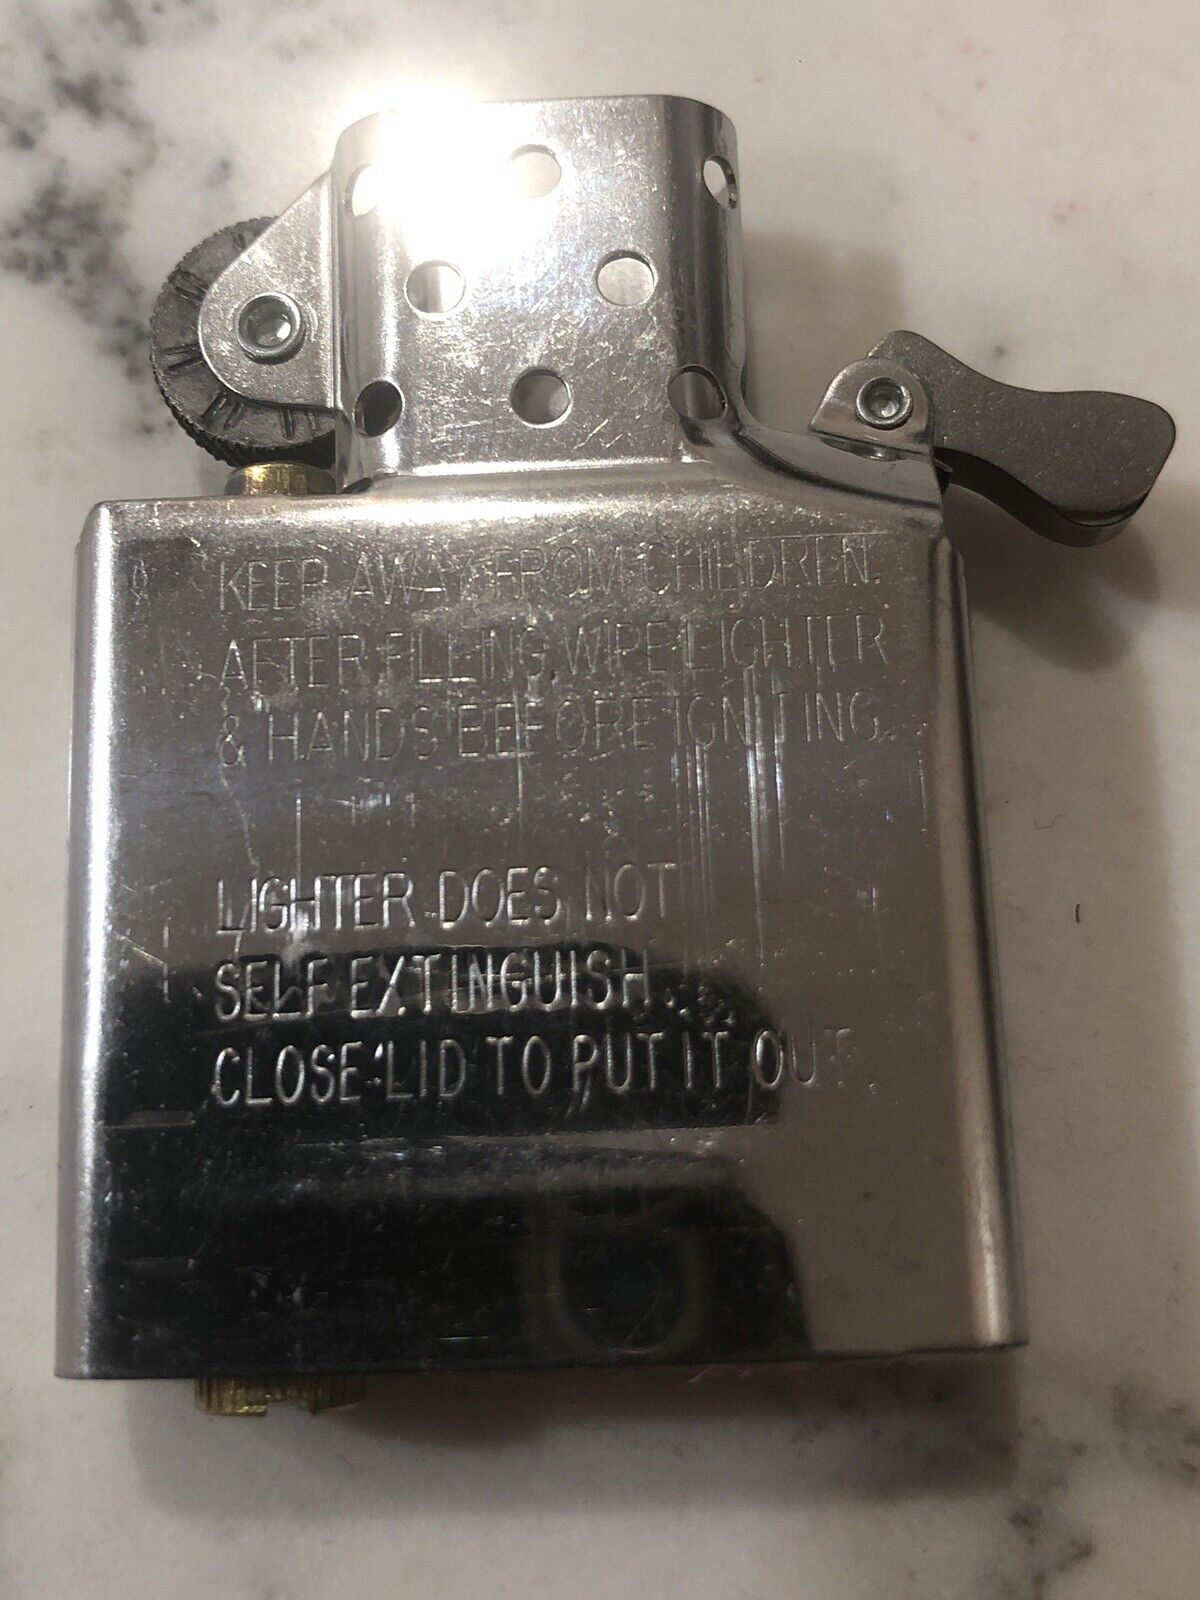 KEEP AWAY FROM CHILDREN.
AFTER FILLING, WIPE LIGHTER
& HANDS BEFORE IGNITING.
LIGHTER DOES NOT
SELF EXTINGUISH.
CLOSE LID TO PUT IT OUT.